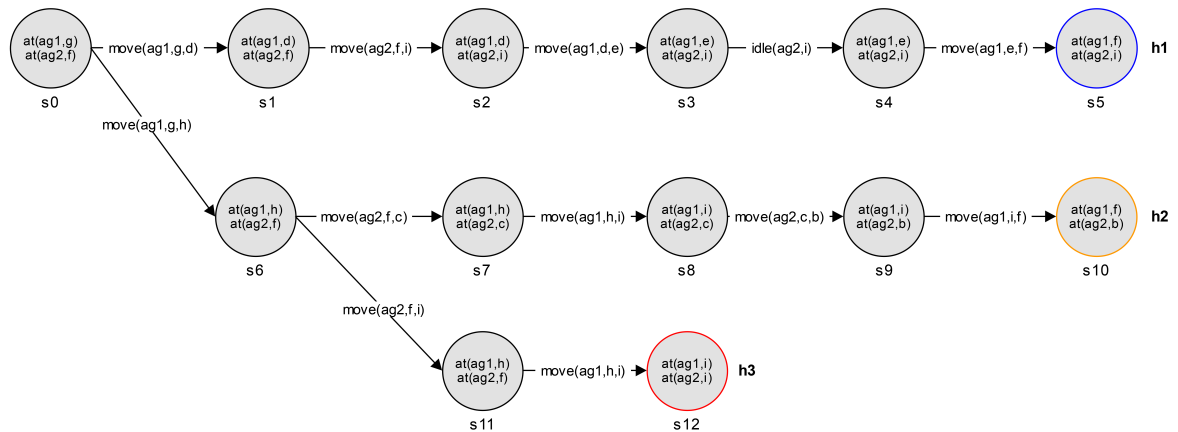 at(ag1,g)
at(ag2,f)
s0
move(ag1,g,d)
at(ag1,d)
at(ag2,f)
s1
move(ag2,f,i)
at(ag1,d)
at(ag2,i)
s2
move(ag1,d,e)
at(ag1,e)
at(ag2,i)
s3
idle(ag2,i)
at(ag1,e)
at(ag2,i)
s4
move(ag1,e,f)
at(ag1,f)
at(ag2,i)
s5
h1
move(ag1,g,h)
at(ag1,h)
at(ag2,f)
s6
move(ag2,f,c)
at(ag1,h)
at(ag2,c)
s7
move(ag1,h,i)
at(ag1,i)
at(ag2,c)
s8
move(ag2,c,b)
at(ag1,i)
at(ag2,b)
s9
move(ag1,i,f)
at(ag1,f)
at(ag2,b)
s10
h2
move(ag2,f,i)
at(ag1,h)
at(ag2,f)
s11
move(ag1,h,i)
at(ag1,i)
at(ag2,i)
s12
h3